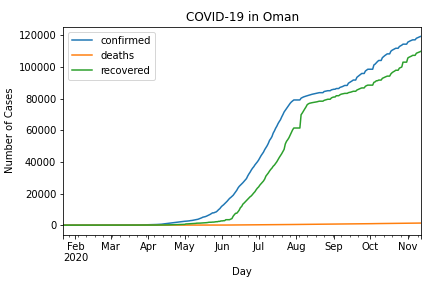 COVID-19 in Oman
confirmed
deaths
recovered
Number of Cases
120000
100000
80000
60000
40000
20000
0
Feb Mar Apr May Jun Jul Aug Sep Oct Nov
2020
Day